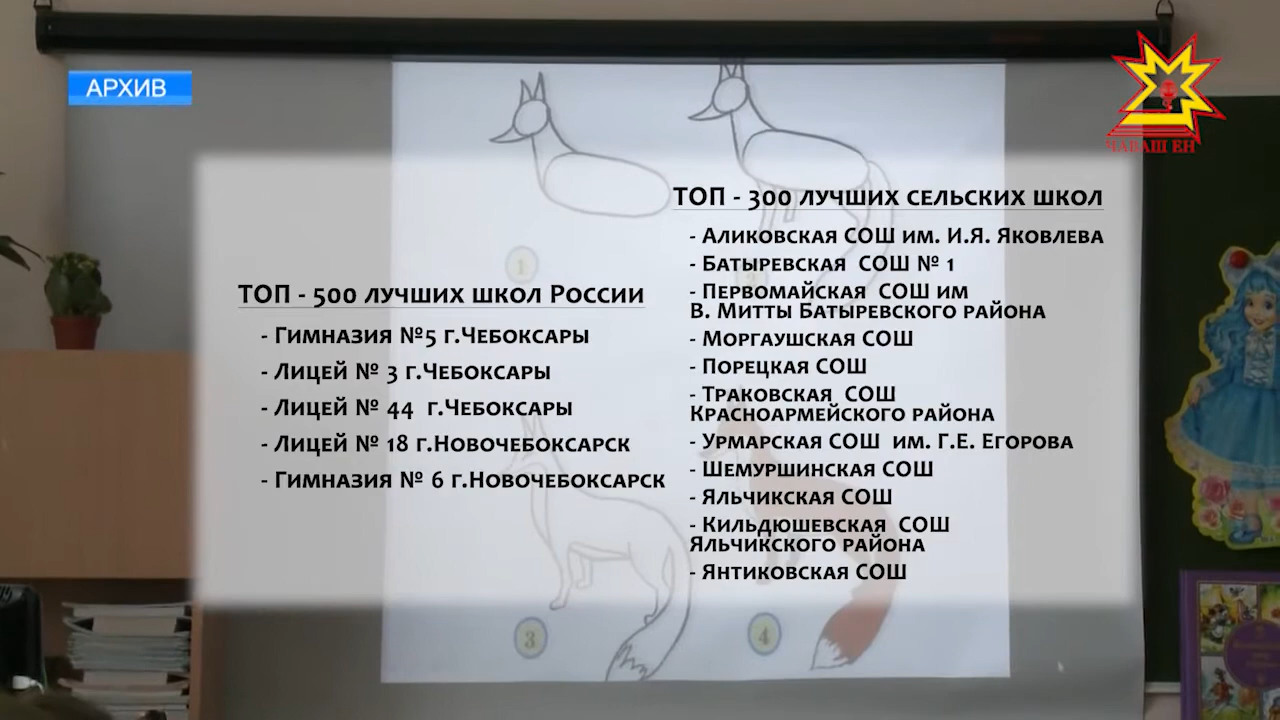 АРХИВ
ЧӐВАШ ЕН
ТОП - 500 ЛУЧШИХ ШКОЛ РОССИИ
- ГИМНАЗИЯ №5 Г.ЧЕБОКСАРЫ
- ЛИЦЕЙ № 3 Г.ЧЕБОКСАРЫ
- ЛИЦЕЙ № 44 Г.ЧЕБОКСАРЫ
- ЛИЦЕЙ № 18 Г.НОВОЧЕБОКСАРСК
- ГИМНАЗИЯ № 6 Г.НОВОЧЕБОКСАРСК
ТОП - 300 ЛУЧШИХ СЕЛЬСКИХ ШКОЛ
- АЛИКОВСКАЯ СОШ ИМ. И.Я. ЯКОВЛЕВА
- БАТЫРЕВСКАЯ СОШ № 1
- ПЕРВОМАЙСКАЯ СОШ ИМ
В. МИТТЫ БАТЫРЕВСКОГО РАЙОНА
- МОРГАУШСКАЯ СОШ
- ПОРЕЦКАЯ СОШ
- ТРАКОВСКАЯ СОШ
КРАСНОАРМЕЙСКОГО РАЙОНА
- УРМАРСКАЯ СОШ ИМ. Г.Е. ЕГОРОВА
- ШЕМУРШИНСКАЯ СОШ
- ЯЛЬЧИКСКАЯ СОШ
- КИЛЬДЮШЕВСКАЯ СОШ
ЯЛЬЧИКСКОГО РАЙОНА
- ЯНТИКОВСКАЯ СОШ
1
3
4